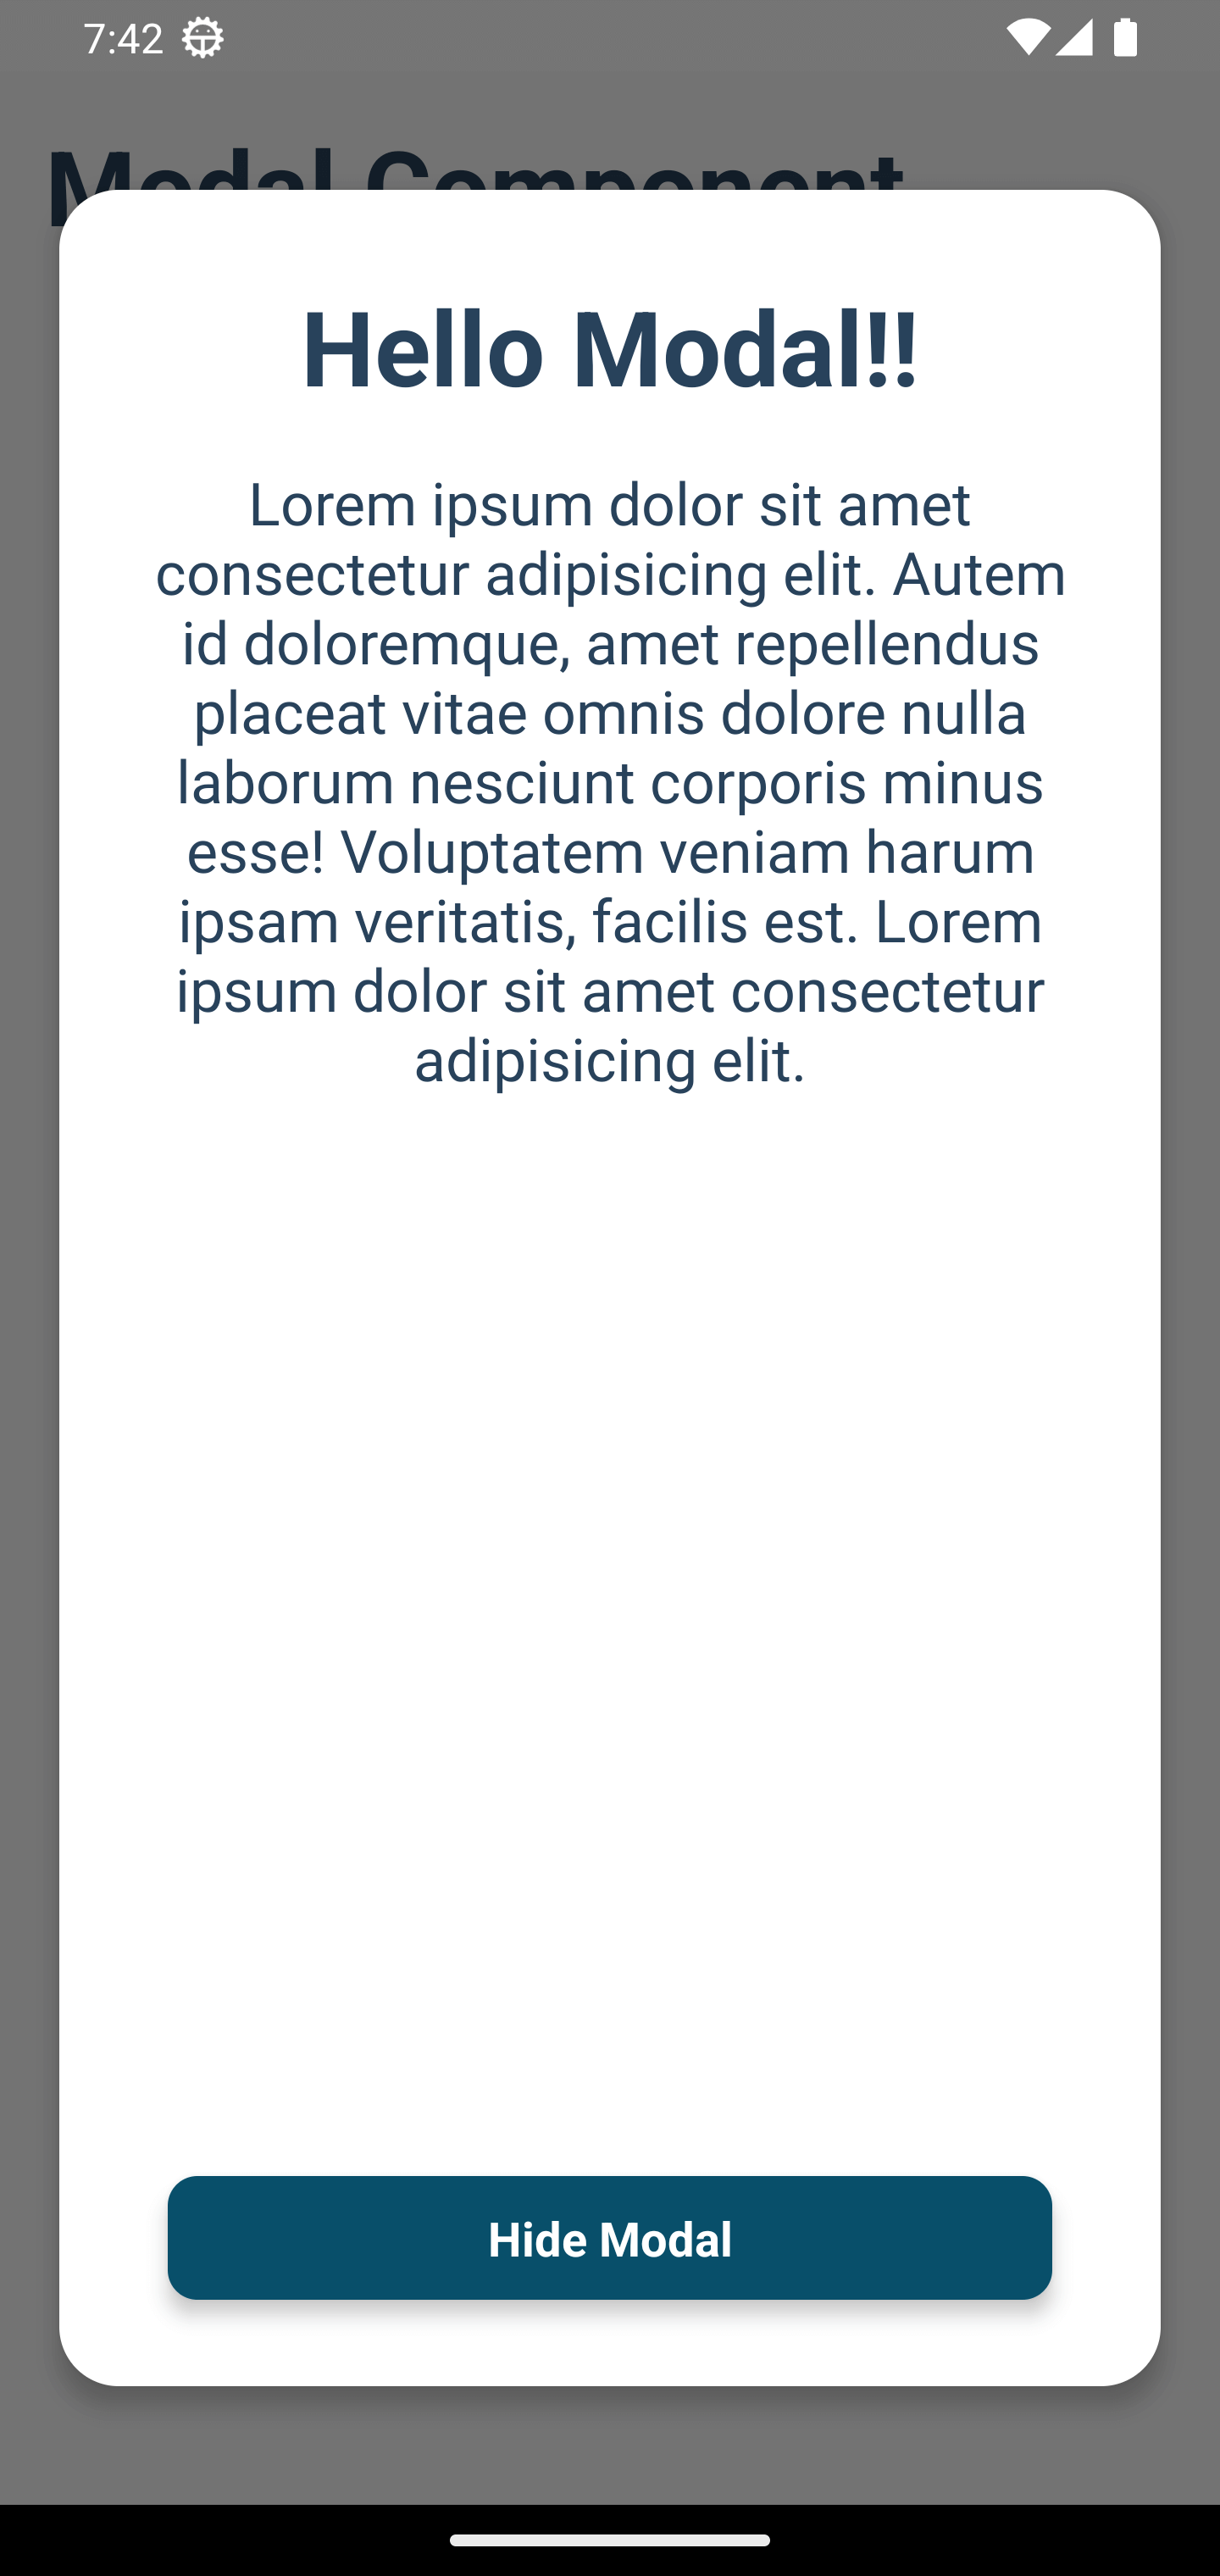 7:42
Modal Component
Hello Modal!!
Lorem ipsum dolor sit amet
consectetur adipisicing elit. Autem
id doloremque, amet repellendus
placeat vitae omnis dolore nulla
laborum nesciunt corporis minus
esse! Voluptatem veniam harum
ipsam veritatis, facilis est. Lorem
ipsum dolor sit amet consectetur
adipisicing elit.
Hide Modal